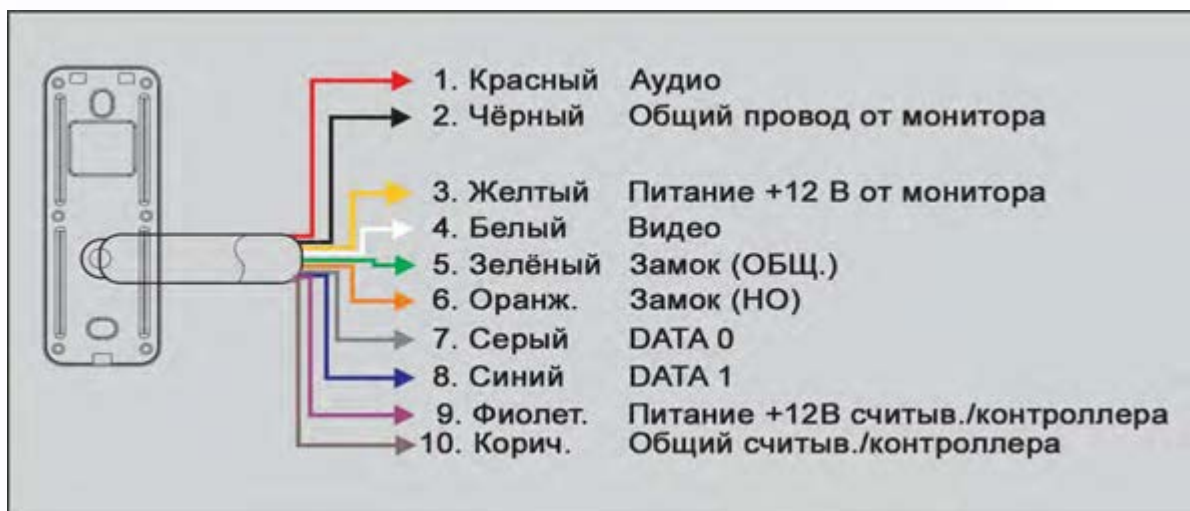 1. Красный Аудио
2. Чёрный Общий провод от монитора
3. Желтый Питание +12 В от монитора
4. Белый Видео
5. Зелёный Замок (ОБЩ.)
6. Оранж. Замок (НО)
7. Серый DATA 0
8. Синий DATA 1
9. Фиолет. Питание +12В считыв./контроллера
10. Корич. Общий считыв./контроллера